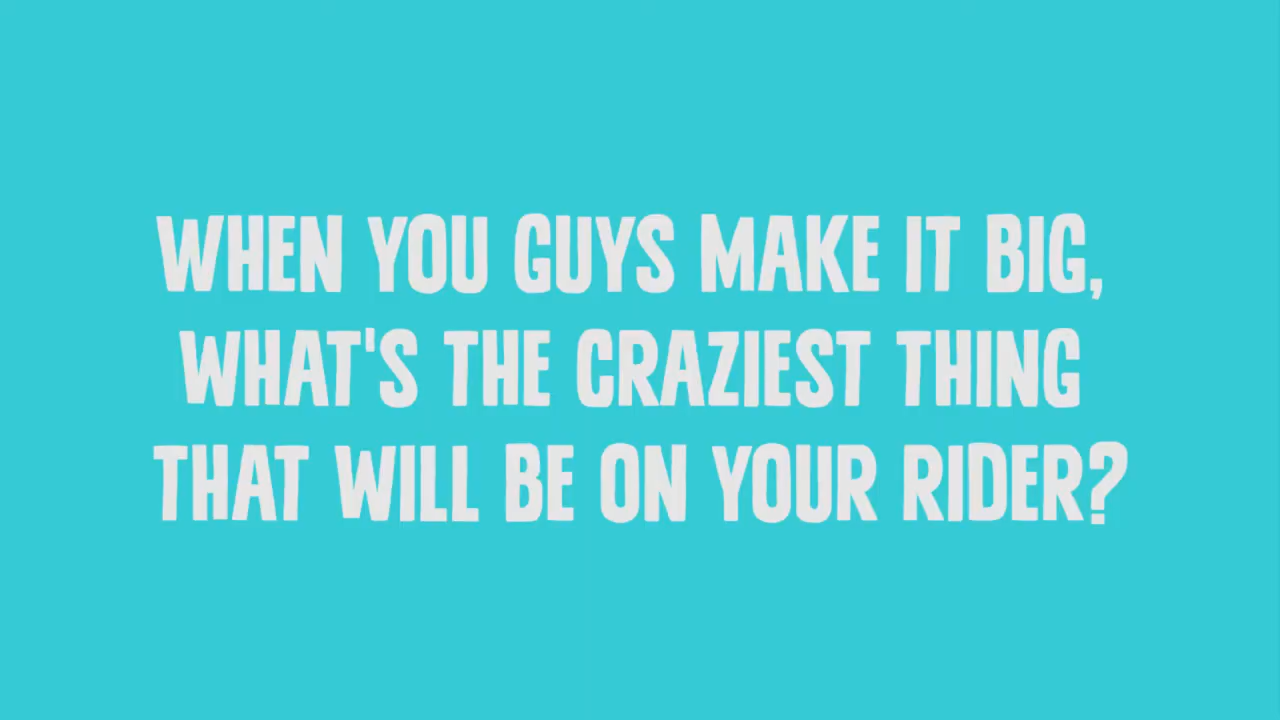 WHEN YOU GUYS MAKE IT BIG,
WHAT'S THE CRAZIEST THING
THAT WILL BE ON YOUR RIDER?